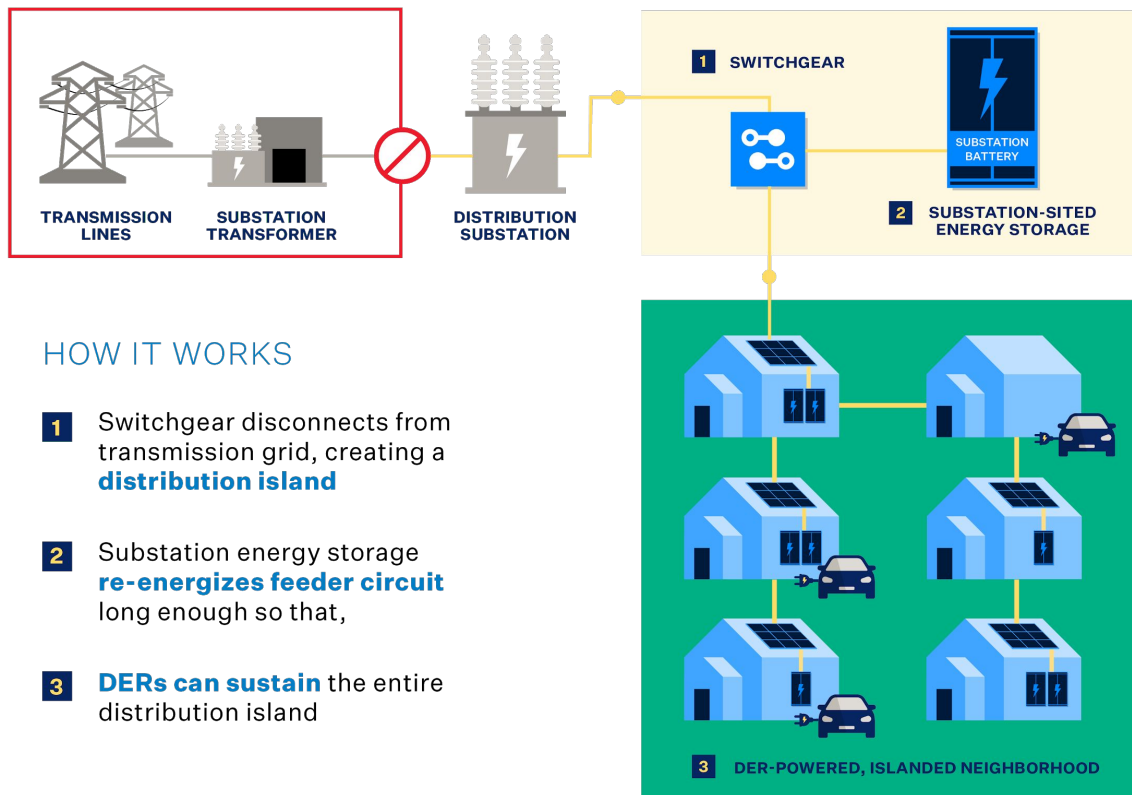 TRANSMISSION
LINES
SUBSTATION
TRANSFORMER
DISTRIBUTION
SUBSTATION
1 SWITCHGEAR
SUBSTATION
BATTERY
2 SUBSTATION-SITED
ENERGY STORAGE
HOW IT WORKS
1 Switchgear disconnects from
transmission grid, creating a
distribution island
2 Substation energy storage
re-energizes feeder circuit
long enough so that,
3 DERs can sustain the entire
distribution island
3 DER-POWERED, ISLANDED NEIGHBORHOOD